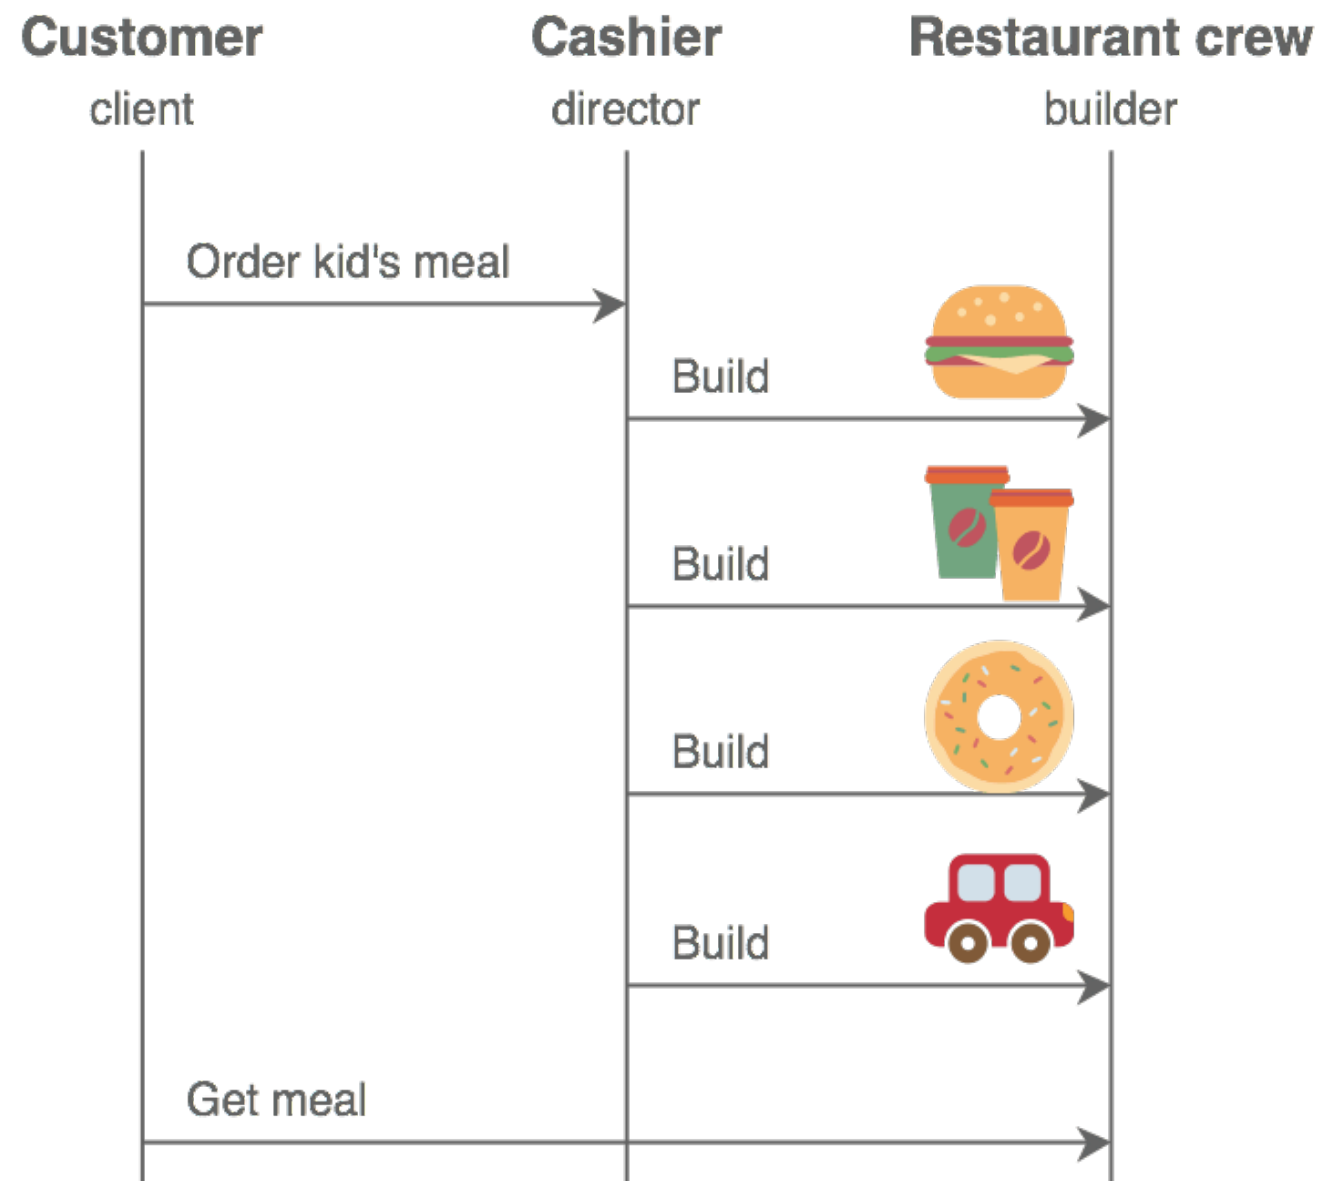 Customer
Cashier
Restaurant crew
client
director
builder
Order kid's meal
Build
Build
Build
Build
Get meal